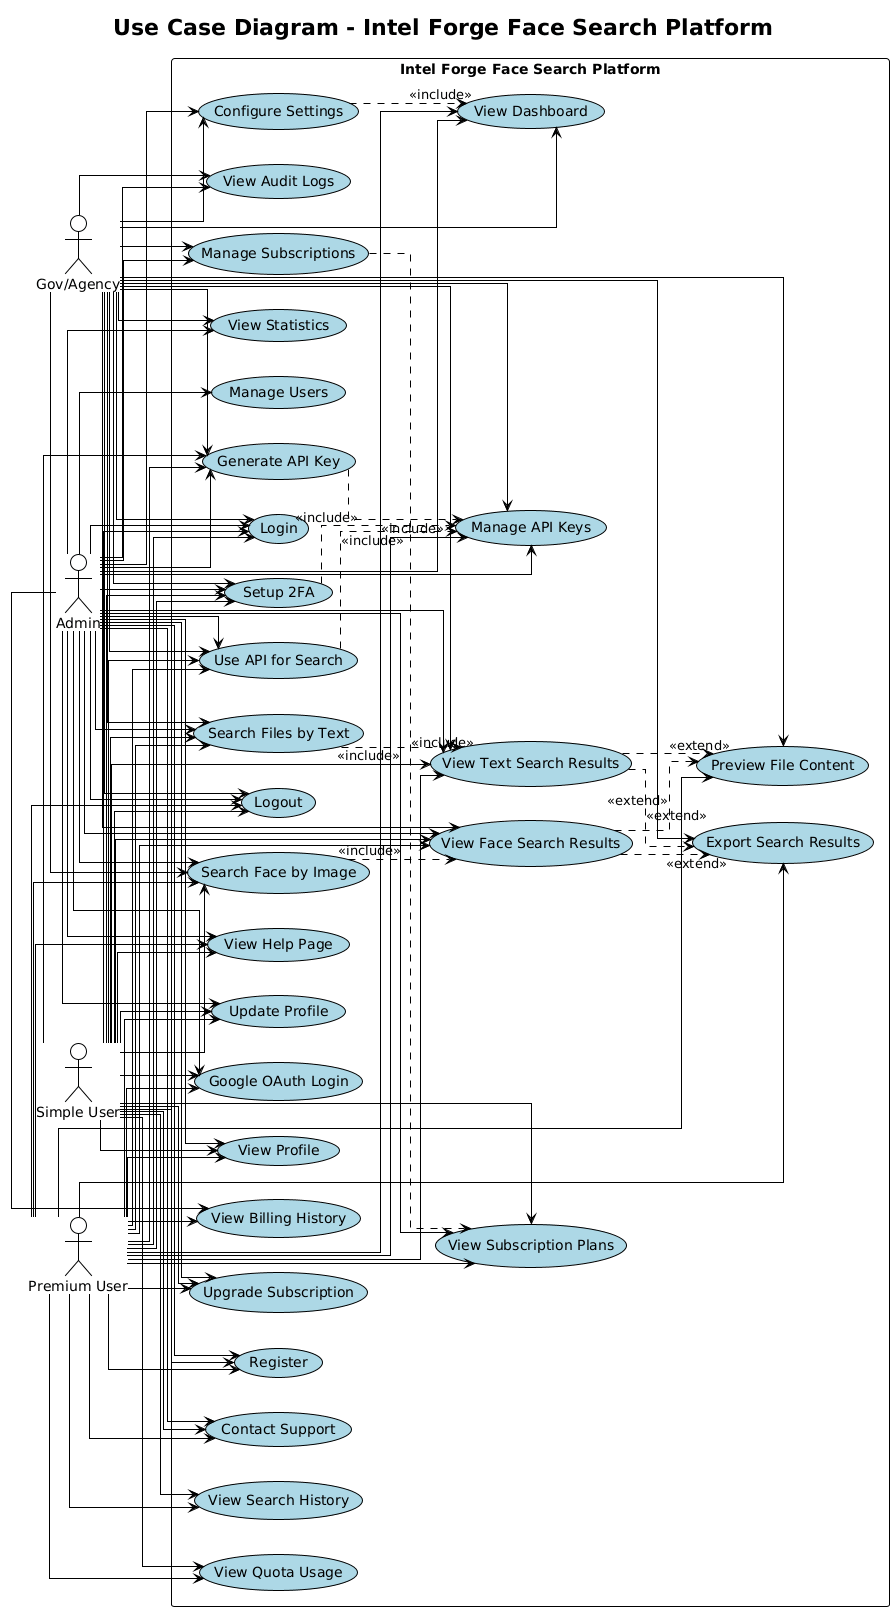 Use Case Diagram - Intel Forge Face Search Platform
Intel Forge Face Search Platform
Configure Settings
«include»
View Dashboard
View Audit Logs
Manage Subscriptions
Gov/Agency
View Statistics
Manage Users
Generate API Key
«include»
Login
«include»
«include»
Manage API Keys
Setup 2FA
Admin
Use API for Search
Search Files by Text
«include»
«include»
View Text Search Results
«extend»
Preview File Content
Logout
«extend»
«extend»
View Face Search Results
Export Search Results
«include»
«extend»
Search Face by Image
View Help Page
Update Profile
Google OAuth Login
Simple User
View Profile
View Billing History
View Subscription Plans
Premium User
Upgrade Subscription
Register
Contact Support
View Search History
View Quota Usage